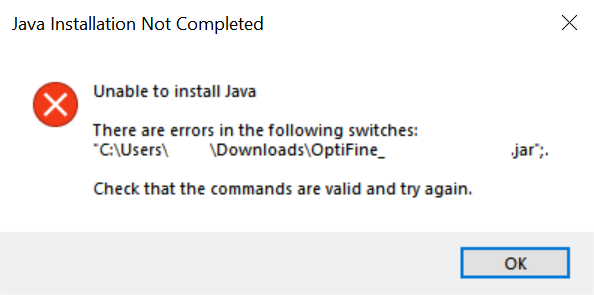 Java Installation Not Completed
Unable to install Java
There are errors in the following switches:
"C:\Users\ \Downloads\OptiFine_ .jar";.
Check that the commands are valid and try again.
OK